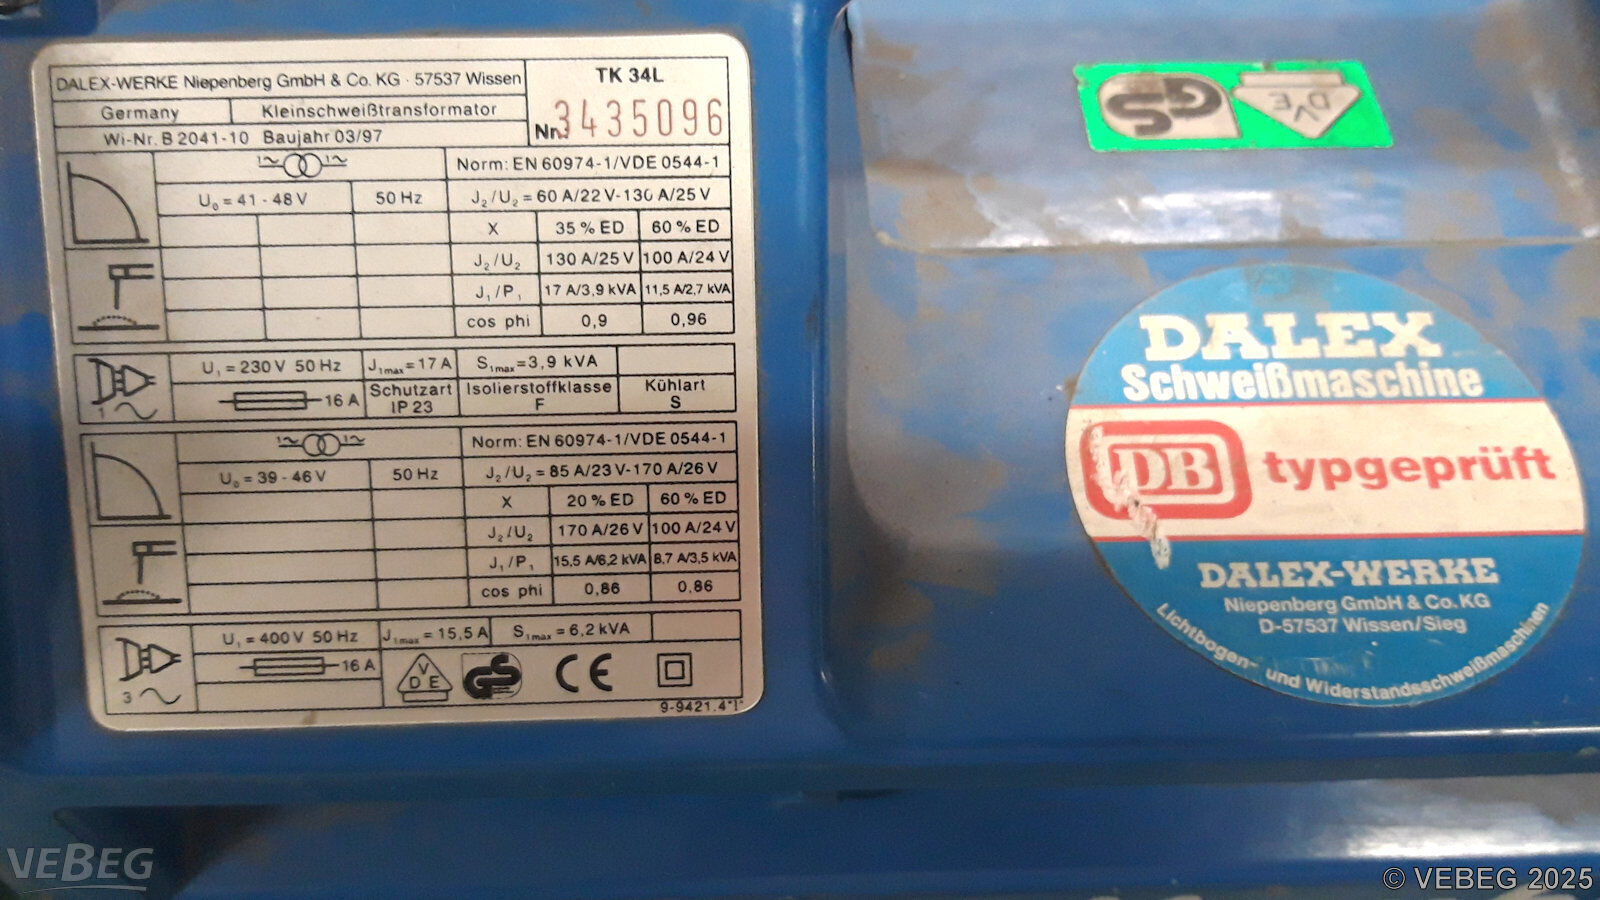 DALEX-WERKE Niepenberg GmbH & Co. KG · 57537 Wissen
TK 34L
Germany
Kleinschweißtransformator
Nr. 3435096
Wi-Nr. B 2041-10 Baujahr 03/97
1~ 1~
Norm: EN 60974-1/VDE 0544-1
U₀ = 41 - 48 V
50 Hz
J₂/U₂ = 60 A/22 V-130 A/25 V
X
35 % ED
60 % ED
J₂/U₂
130 A/25 V
100 A/24 V
J₁/P₁
17 A/3,9 kVA
11,5 A/2,7 kVA
cos phi
0,9
0,96
U₁ = 230 V 50 Hz
J₁max = 17 A
S₁max = 3,9 kVA
1 ~
16 A
Schutzart
IP 23
Isolierstoffklasse
F
Kühlart
S
1~ 1~
Norm: EN 60974-1/VDE 0544-1
U₀ = 39 - 46 V
50 Hz
J₂/U₂ = 85 A/23 V-170 A/26 V
X
20 % ED
60 % ED
J₂/U₂
170 A/26 V
100 A/24 V
J₁/P₁
15.5 A/6,2 kVA
8,7 A/3,5 kVA
cos phi
0,86
0,86
U₁ = 400 V 50 Hz
J₁max = 15,5 A
S₁max = 6,2 kVA
3 ~
16 A
VDE
GS
CE
9-9421.4"1"
GS
DVE
DALEX
Schweißmaschine
DB typgeprüft
DALEX-WERKE
Niepenberg GmbH & Co. KG
D-57537 Wissen/Sieg
Lichtbogen- und Widerstandsschweißmaschinen
VEBEG
© VEBEG 2025